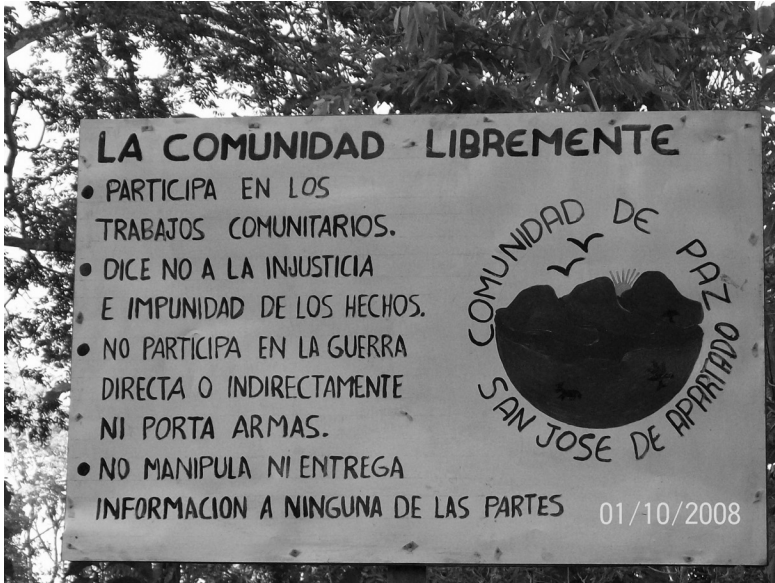 LA COMUNIDAD LIBREMENTE
• PARTICIPA EN LOS
TRABAJOS COMUNITARIOS.
• DICE NO A LA INJUSTICIA
E IMPUNIDAD DE LOS HECHOS.
• NO PARTICIPA EN LA GUERRA
DIRECTA O INDIRECTAMENTE
NI PORTA ARMAS.
• NO MANIPULA NI ENTREGA
INFORMACION A NINGUNA DE LAS PARTES
COMUNIDAD DE PAZ
SAN JOSE DE APARTADO
01/10/2008